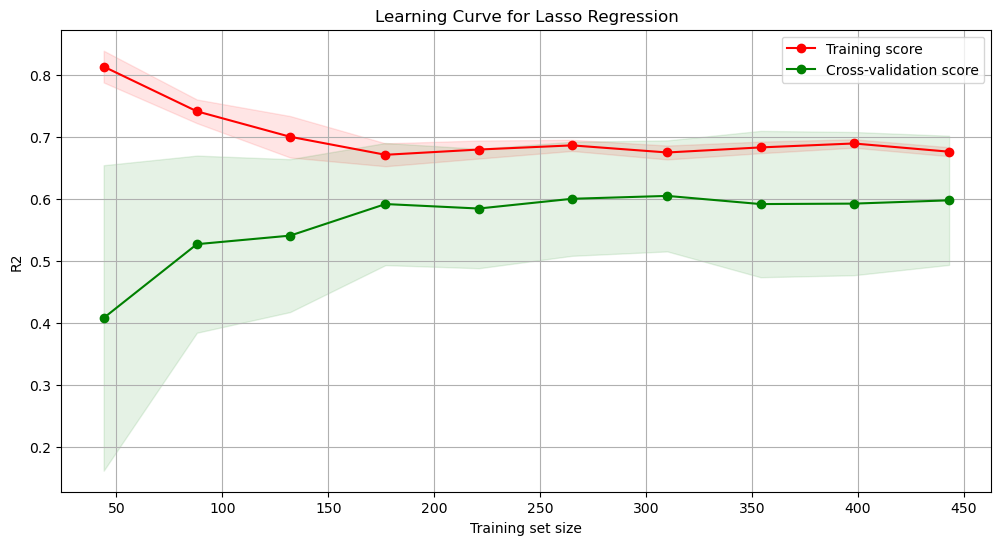 Learning Curve for Lasso Regression
Training score
Cross-validation score
R2
0.8
0.7
0.6
0.5
0.4
0.3
0.2
50 100 150 200 250 300 350 400 450
Training set size